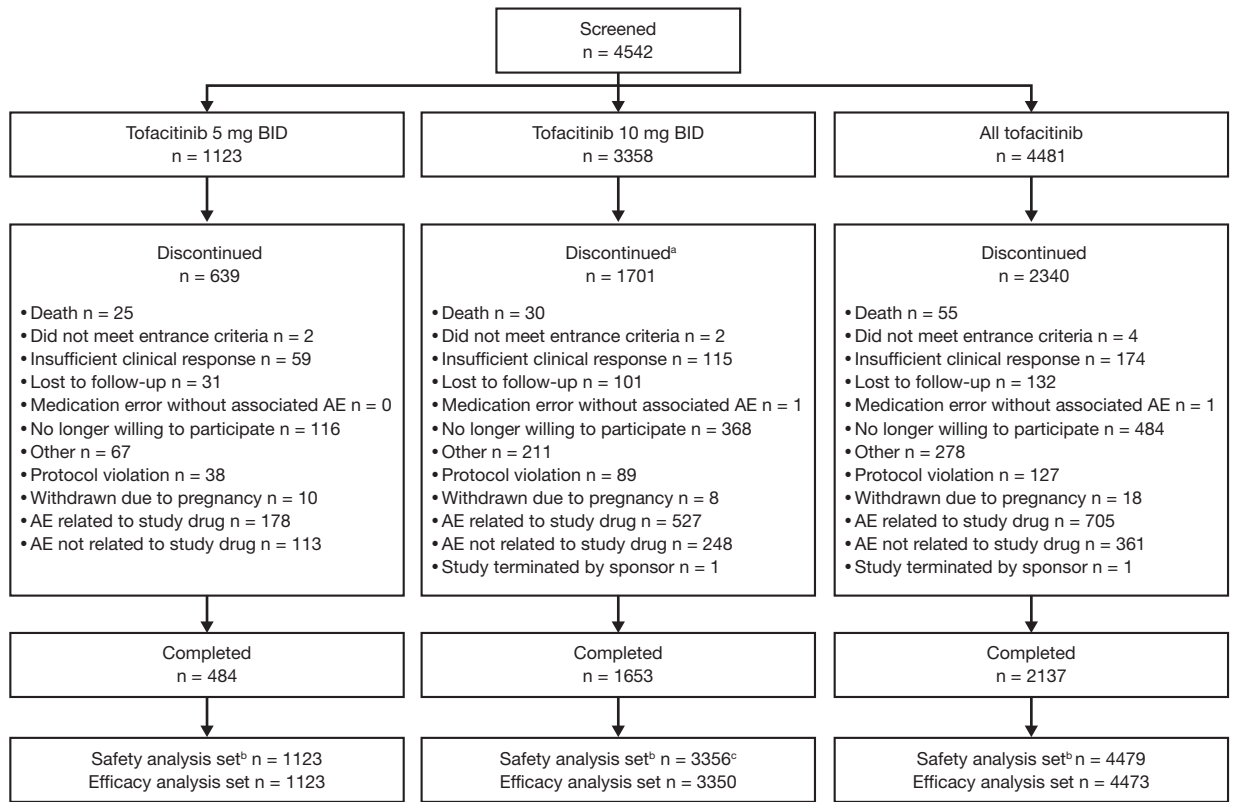 Screened
n = 4542
Tofacitinib 5 mg BID
n = 1123
Tofacitinib 10 mg BID
n = 3358
All tofacitinib
n = 4481
Discontinued
n = 639
• Death n = 25
• Did not meet entrance criteria n = 2
• Insufficient clinical response n = 59
• Lost to follow-up n = 31
• Medication error without associated AE n = 0
• No longer willing to participate n = 116
• Other n = 67
• Protocol violation n = 38
• Withdrawn due to pregnancy n = 10
• AE related to study drug n = 178
• AE not related to study drug n = 113
Discontinuedᵃ
n = 1701
• Death n = 30
• Did not meet entrance criteria n = 2
• Insufficient clinical response n = 115
• Lost to follow-up n = 101
• Medication error without associated AE n = 1
• No longer willing to participate n = 368
• Other n = 211
• Protocol violation n = 89
• Withdrawn due to pregnancy n = 8
• AE related to study drug n = 527
• AE not related to study drug n = 248
• Study terminated by sponsor n = 1
Discontinued
n = 2340
• Death n = 55
• Did not meet entrance criteria n = 4
• Insufficient clinical response n = 174
• Lost to follow-up n = 132
• Medication error without associated AE n = 1
• No longer willing to participate n = 484
• Other n = 278
• Protocol violation n = 127
• Withdrawn due to pregnancy n = 18
• AE related to study drug n = 705
• AE not related to study drug n = 361
• Study terminated by sponsor n = 1
Completed
n = 484
Completed
n = 1653
Completed
n = 2137
Safety analysis setᵇ n = 1123
Efficacy analysis set n = 1123
Safety analysis setᵇ n = 3356ᶜ
Efficacy analysis set n = 3350
Safety analysis setᵇ n = 4479
Efficacy analysis set n = 4473